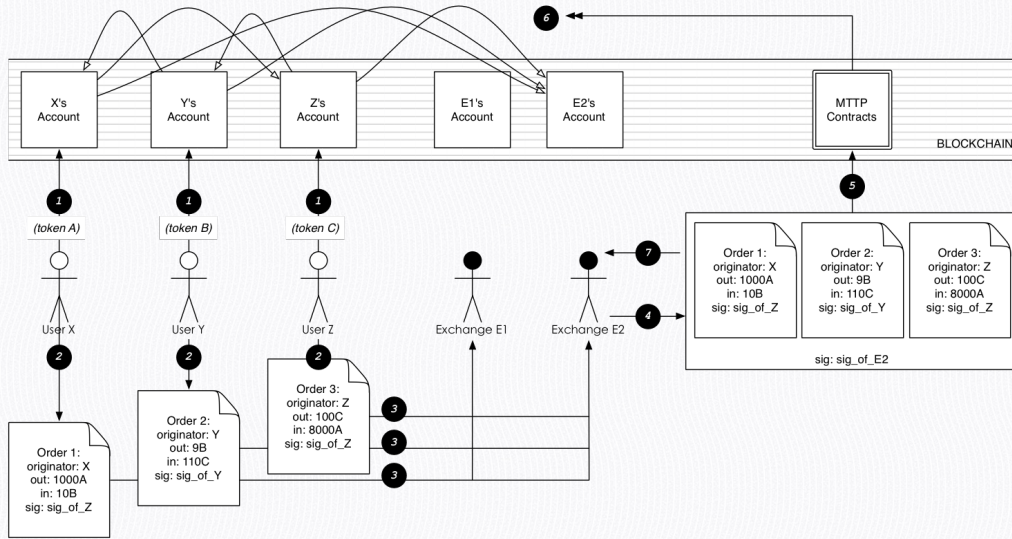 6
X's
Account
Y's
Account
Z's
Account
E1's
Account
E2's
Account
MTTP
Contracts
BLOCKCHAIN
1
1
1
5
(token A)
(token B)
(token C)
7
4
Order 1:
originator: X
out: 1000A
in: 10B
sig: sig_of_Z
Order 2:
originator: Y
out: 9B
in: 110C
sig: sig_of_Y
Order 3:
originator: Z
out: 100C
in: 8000A
sig: sig_of_Z
sig: sig_of_E2
User X
User Y
User Z
Exchange E1
Exchange E2
2
2
2
Order 3:
originator: Z
out: 100C
in: 8000A
sig: sig_of_Z
3
3
3
Order 2:
originator: Y
out: 9B
in: 110C
sig: sig_of_Y
Order 1:
originator: X
out: 1000A
in: 10B
sig: sig_of_Z